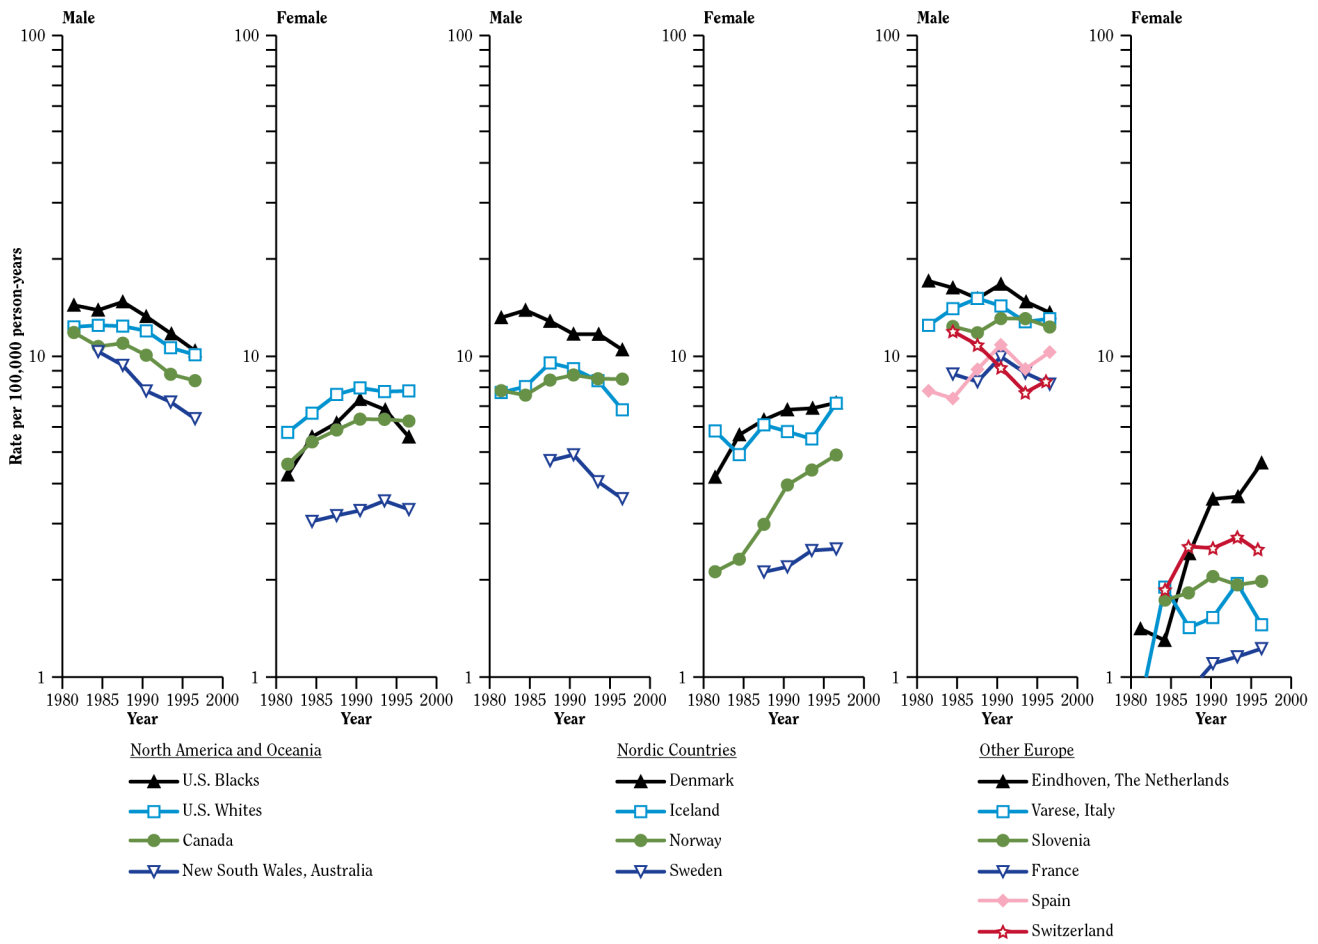 Male Female Male Female Male Female
100 100 100 100 100 100
Rate per 100,000 person-years
10 10 10 10 10 10
1 1 1 1 1 1
1980 1985 1990 1995 2000 1980 1985 1990 1995 2000 1980 1985 1990 1995 2000 1980 1985 1990 1995 2000 1980 1985 1990 1995 2000 1980 1985 1990 1995 2000
Year Year Year Year Year Year
North America and Oceania
U.S. Blacks
U.S. Whites
Canada
New South Wales, Australia
Nordic Countries
Denmark
Iceland
Norway
Sweden
Other Europe
Eindhoven, The Netherlands
Varese, Italy
Slovenia
France
Spain
Switzerland